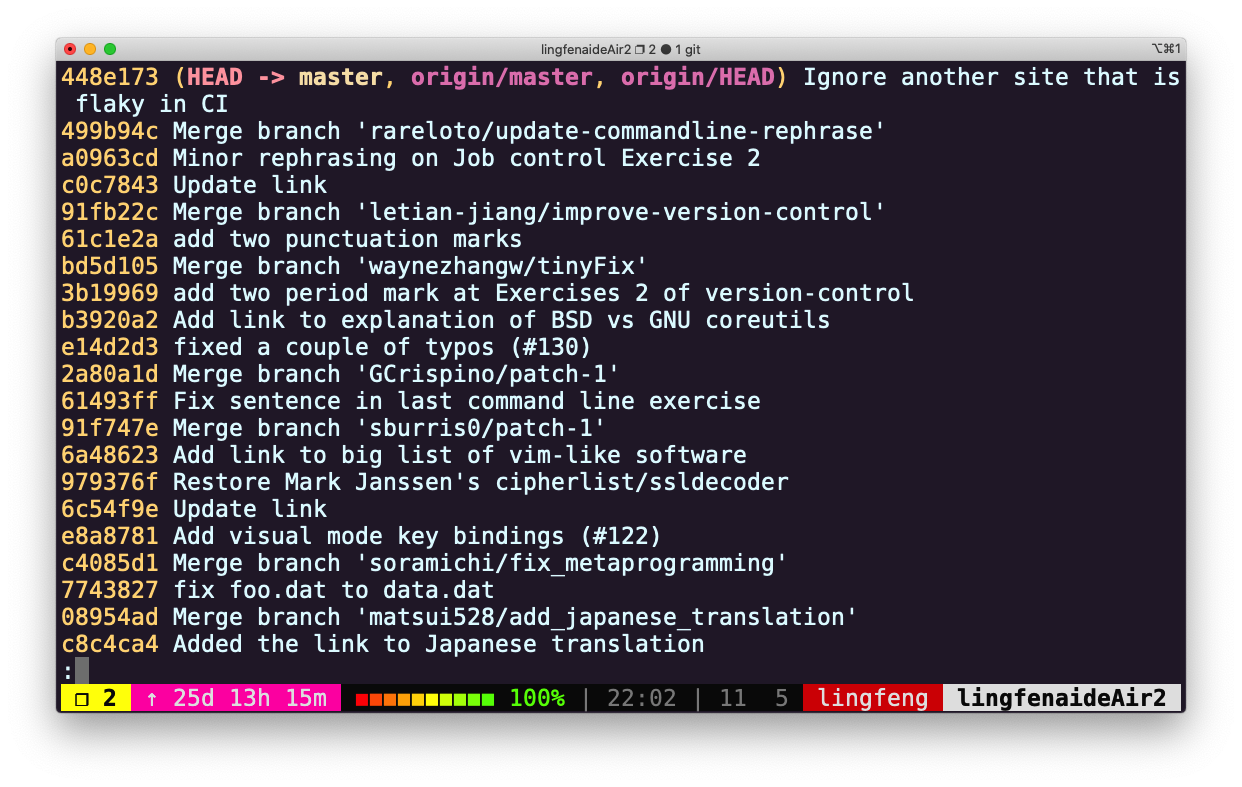 lingfenaideAir2 ❐ 2 ● 1 git ⌥⌘1
448e173 (HEAD -> master, origin/master, origin/HEAD) Ignore another site that is
flaky in CI
499b94c Merge branch 'rareloto/update-commandline-rephrase'
a0963cd Minor rephrasing on Job control Exercise 2
c0c7843 Update link
91fb22c Merge branch 'letian-jiang/improve-version-control'
61c1e2a add two punctuation marks
bd5d105 Merge branch 'waynezhangw/tinyFix'
3b19969 add two period mark at Exercises 2 of version-control
b3920a2 Add link to explanation of BSD vs GNU coreutils
e14d2d3 fixed a couple of typos (#130)
2a80a1d Merge branch 'GCrispino/patch-1'
61493ff Fix sentence in last command line exercise
91f747e Merge branch 'sburris0/patch-1'
6a48623 Add link to big list of vim-like software
979376f Restore Mark Janssen's cipherlist/ssldecoder
6c54f9e Update link
e8a8781 Add visual mode key bindings (#122)
c4085d1 Merge branch 'soramichi/fix_metaprogramming'
7743827 fix foo.dat to data.dat
08954ad Merge branch 'matsui528/add_japanese_translation'
c8c4ca4 Added the link to Japanese translation
:
❐ 2 ↑ 25d 13h 15m 100% | 22:02 | 11 5 lingfeng lingfenaideAir2